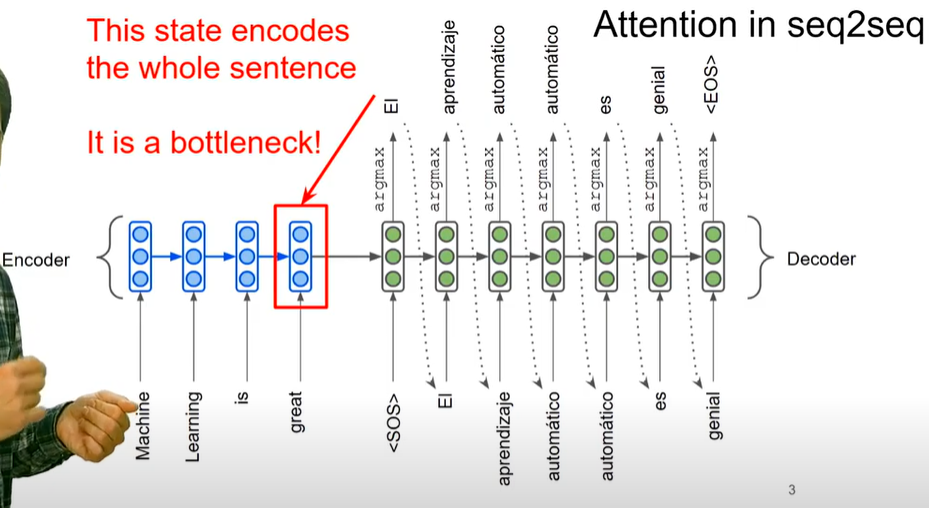 Attention in seq2seq
This state encodes
the whole sentence
It is a bottleneck!
El
aprendizaje
automático
automático
es
genial
<EOS>
argmax
argmax
argmax
argmax
argmax
argmax
argmax
Encoder
Decoder
Machine
Learning
is
great
<SOS>
El
aprendizaje
automático
automático
es
genial
3